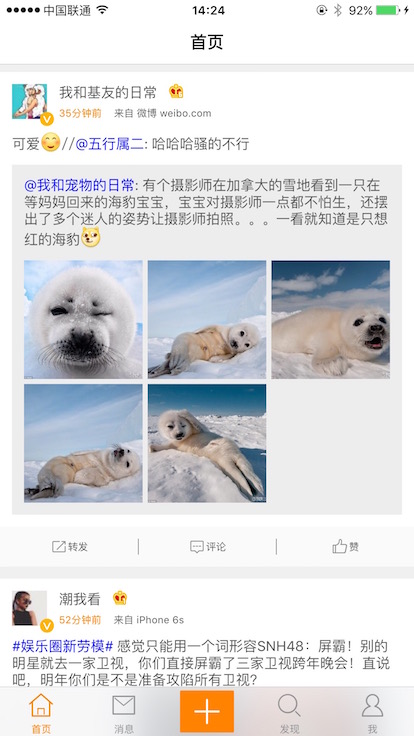 中国联通 14:24 92%
首页
我和基友的日常
35分钟前 来自 微博 weibo.com
可爱//@五行属二: 哈哈哈骚的不行
@我和宠物的日常: 有个摄影师在加拿大的雪地看到一只在
等妈妈回来的海豹宝宝，宝宝对摄影师一点都不怕生，还摆
出了多个迷人的姿势让摄影师拍照。。。一看就知道是只想
红的海豹
转发 评论 赞
潮我看
52分钟前 来自 iPhone 6s
#娱乐圈新劳模# 感觉只能用一个词形容SNH48：屏霸！别的
明星就去一家卫视，你们直接屏霸了三家卫视跨年晚会！直说
吧，明年你们是不是准备攻陷所有卫视？
首页 消息 发现 我